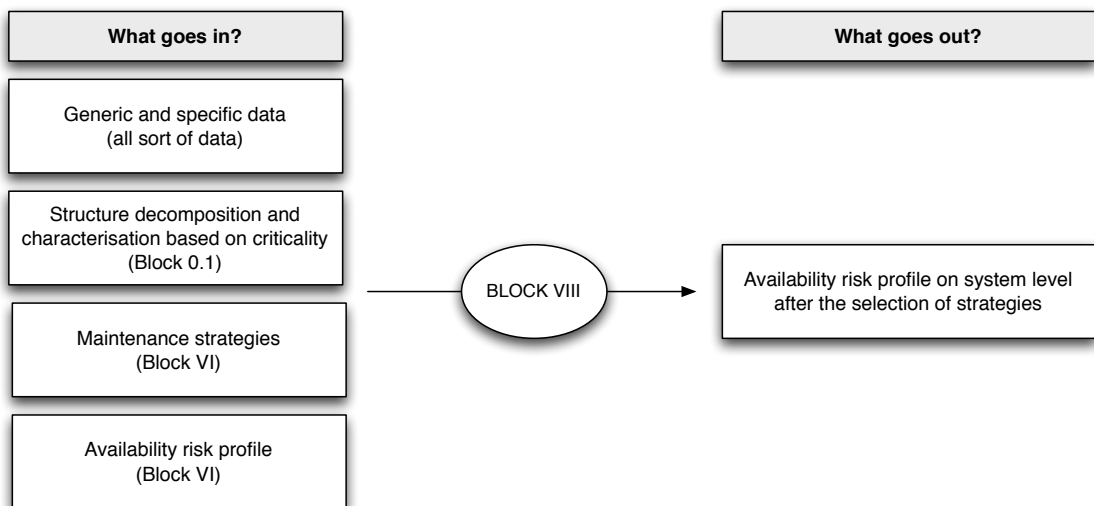 What goes in?
What goes out?
Generic and specific data
(all sort of data)
Structure decomposition and
characterisation based on criticality
(Block 0.1)
Maintenance strategies
(Block VI)
Availability risk profile
(Block VI)
BLOCK VIII
Availability risk profile on system level
after the selection of strategies